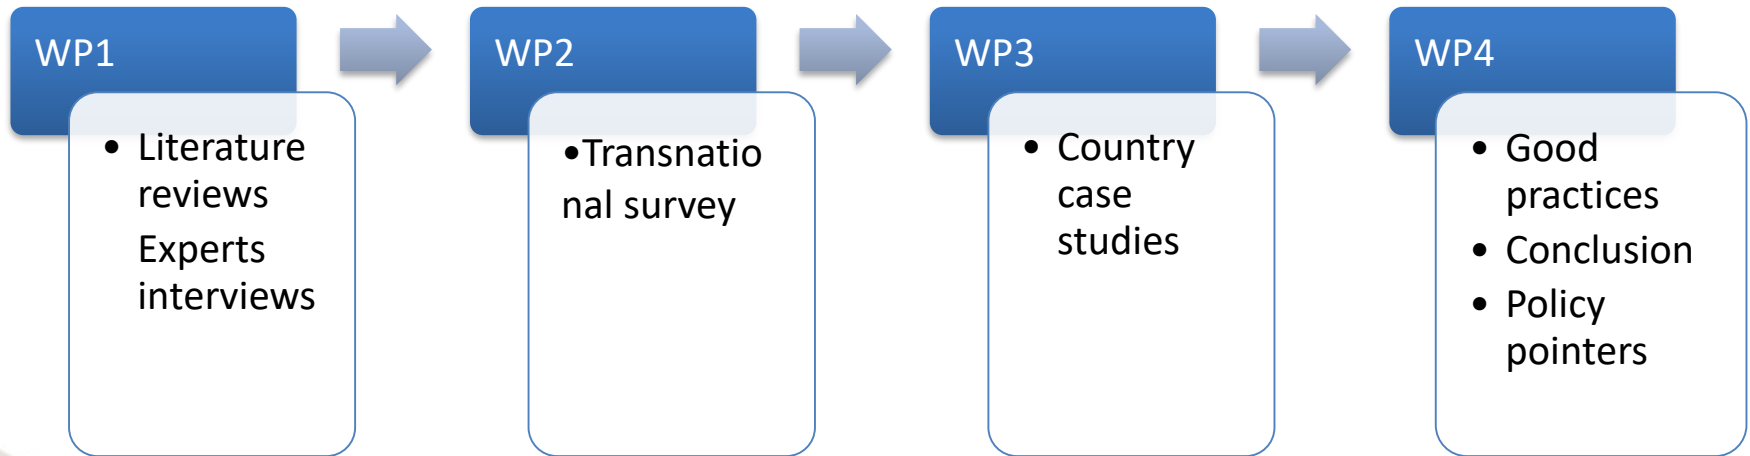 WP1
• Literature
reviews
Experts
interviews
WP2
•Transnatio
nal survey
WP3
• Country
case
studies
WP4
• Good
practices
• Conclusion
• Policy
pointers